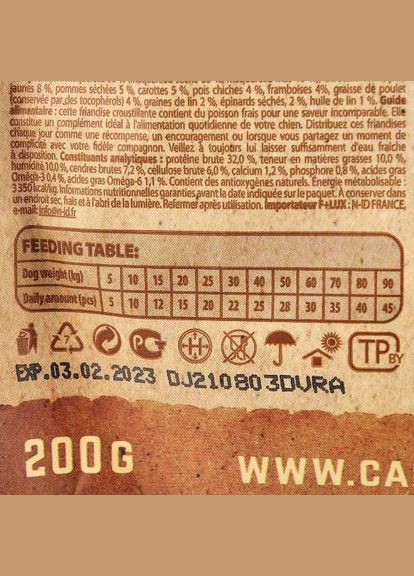 jaunes 8 %, pommes séchées 5 %, carottes 5 %, pois chiches 4 %, framboises 4%, graisse de poulet
(conservée par des tocophérols) 4 %, graines de lin 2 %, épinards séchés, 2 %, huile de lin 1 %. Guide
alimentaire : cette friandise croustillante contient du poisson frais pour une saveur incomparable. Elle
constitue un complément idéal à l'alimentation quotidienne de votre chien. Distribuez ces friandises
chaque jour comme une récompense, un encouragement ou lorsque vous partagez un moment de
complicité avec votre fidèle compagnon. Veillez à toujours lui laisser suffisamment d'eau fraîche
à disposition. Constituants analytiques : protéine brute 32,0 %, teneur en matières grasses 10,0 %,
humidité 10,0 %, cendres brutes 7,2 %, cellulose brute 6,0 %, calcium 1,2 %, phosphore 0,8 %, acides gras
Oméga-3 0,4 %, acides gras Oméga-6 1,1 %. Contient des antioxygènes naturels. Énergie métabolisable :
3 350 kcal/kg. Informations nutritionnelles garanties avant la date indiquée sur le paquet. À conserver dans
un endroit sec, frais et à l'abri de la lumière. Refermer après utilisation. Importateur F+LUX : N-ID FRANCE,
e-mail: info@n-id.fr
FEEDING TABLE:
Dog weight (kg) 5 10 15 20 25 30 40 50 60 70 80 90
Daily amount (pcs) 5 10 12 15 20 22 25 28 30 35 40 45
7 PC H TP BY
EXP.03.02.2023 DJ210803DVRA
200G WWW.CA